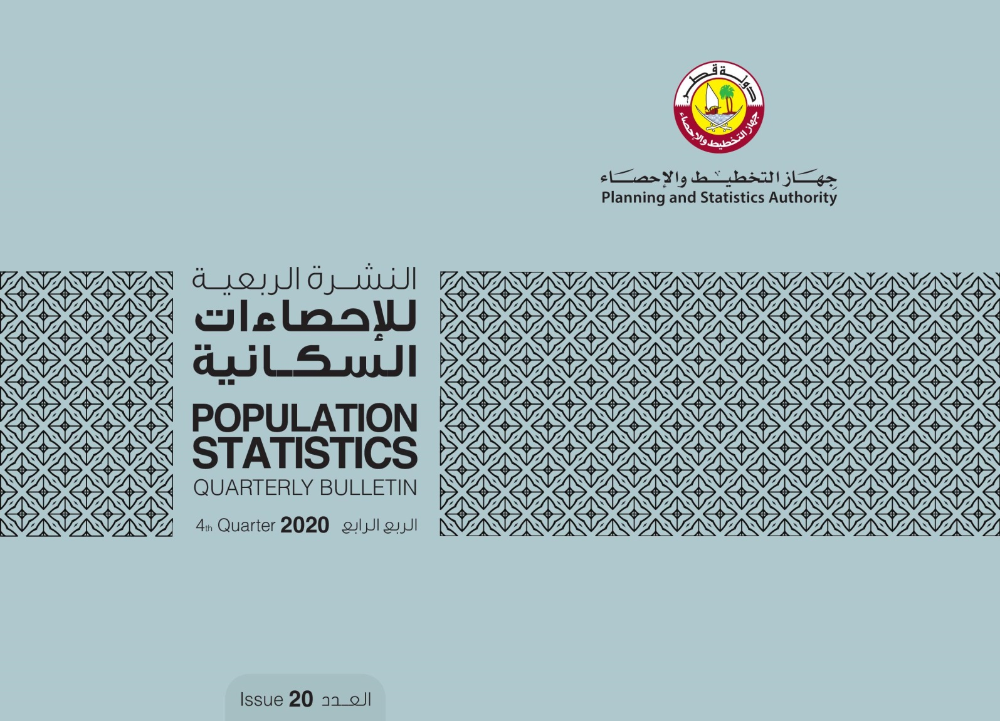 دولة قطر
جهاز التخطيط والإحصاء
جهاز التخطيط والإحصاء
Planning and Statistics Authority
النشرة الربعية
للإحصاءات
السكانية
POPULATION
STATISTICS
QUARTERLY BULLETIN
4th Quarter 2020 الربع الرابع
Issue 20 العدد